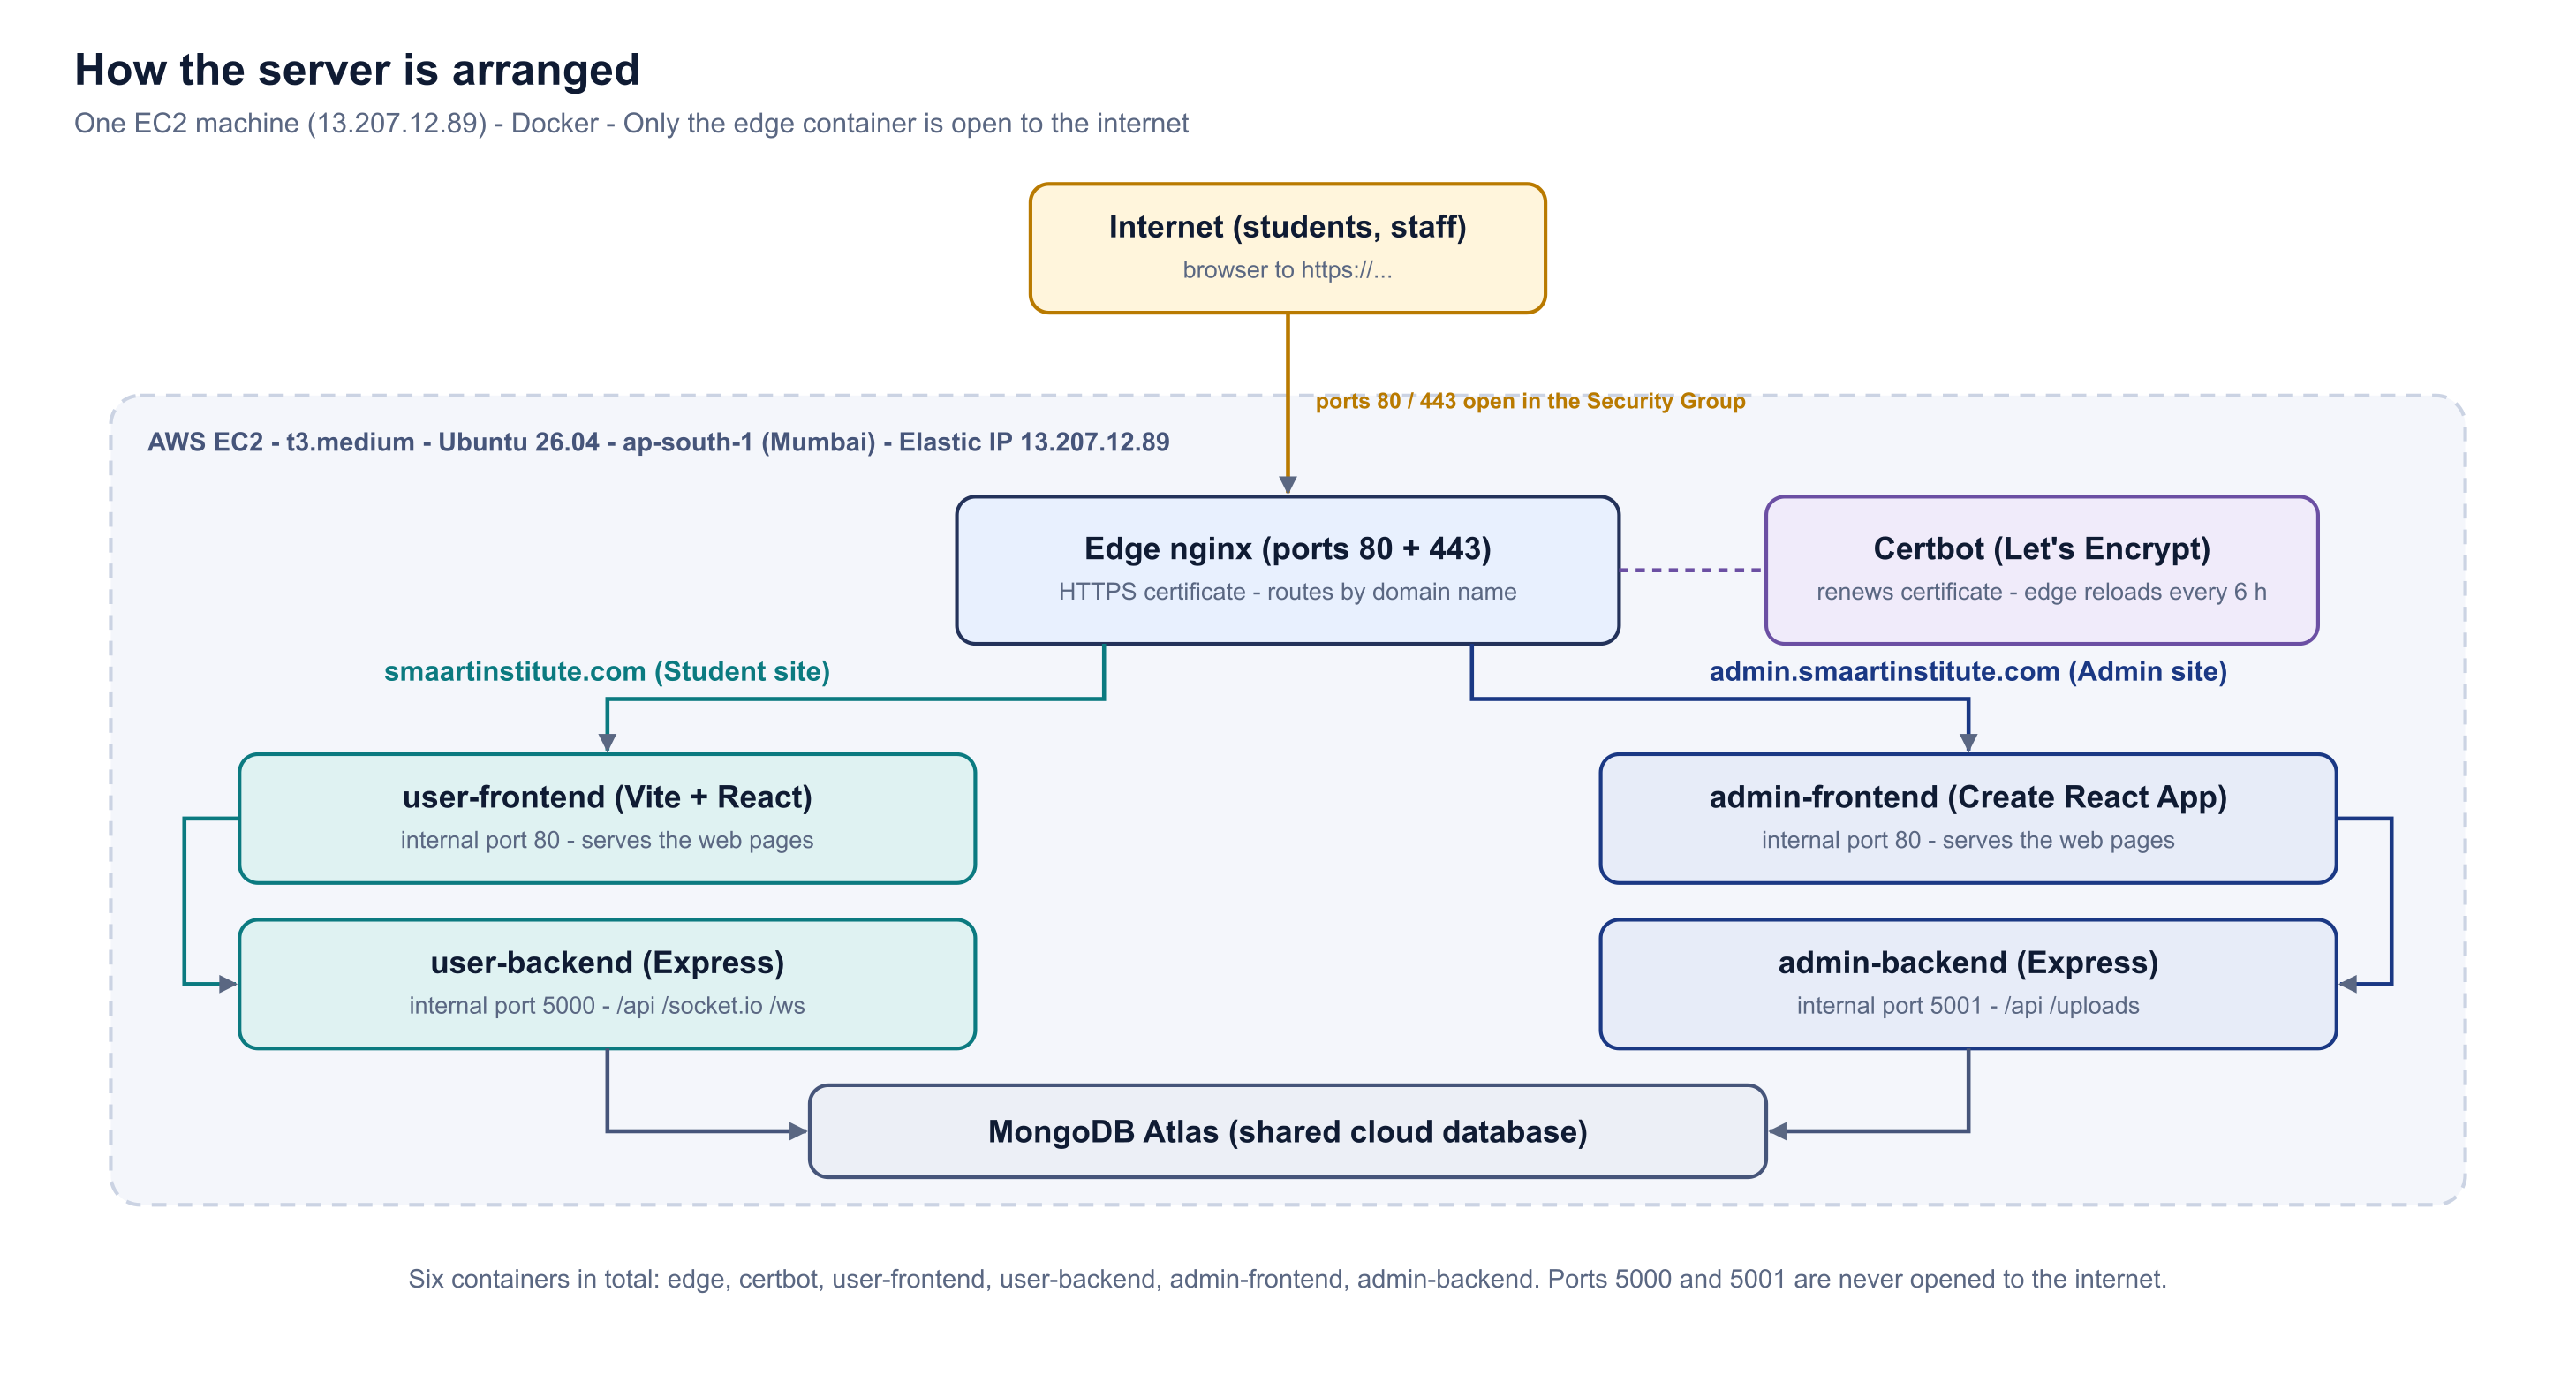 How the server is arranged
One EC2 machine (13.207.12.89) - Docker - Only the edge container is open to the internet
Internet (students, staff)
browser to https://...
ports 80 / 443 open in the Security Group
AWS EC2 - t3.medium - Ubuntu 26.04 - ap-south-1 (Mumbai) - Elastic IP 13.207.12.89
Edge nginx (ports 80 + 443)
HTTPS certificate - routes by domain name
Certbot (Let's Encrypt)
renews certificate - edge reloads every 6 h
smaartinstitute.com (Student site)
admin.smaartinstitute.com (Admin site)
user-frontend (Vite + React)
internal port 80 - serves the web pages
admin-frontend (Create React App)
internal port 80 - serves the web pages
user-backend (Express)
internal port 5000 - /api /socket.io /ws
admin-backend (Express)
internal port 5001 - /api /uploads
MongoDB Atlas (shared cloud database)
Six containers in total: edge, certbot, user-frontend, user-backend, admin-frontend, admin-backend. Ports 5000 and 5001 are never opened to the internet.